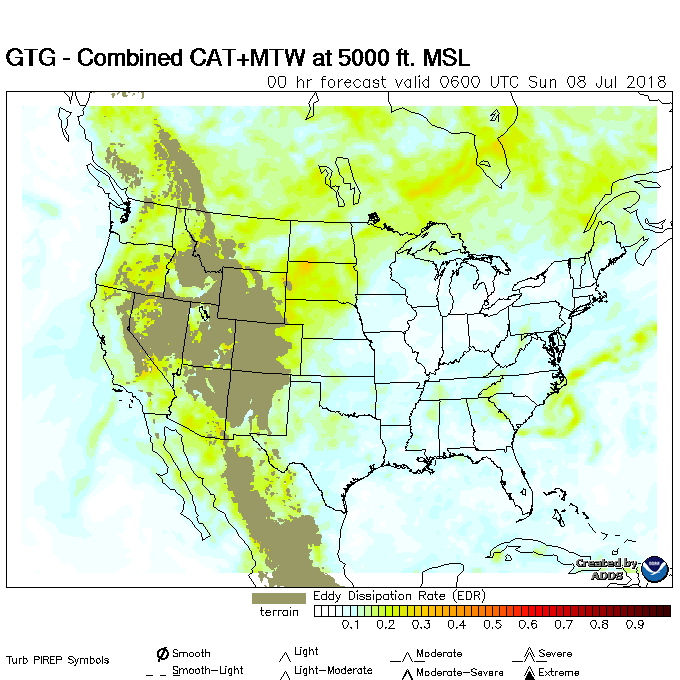 GTG - Combined CAT+MTW at 5000 ft. MSL
00 hr forecast valid 0600 UTC Sun 08 Jul 2018
Created by
ADDS
Eddy Dissipation Rate (EDR)
terrain
0.1 0.2 0.3 0.4 0.5 0.6 0.7 0.8 0.9
Turb PIREP Symbols
Smooth Light Moderate Severe
Smooth-Light Light-Moderate Moderate-Severe Extreme